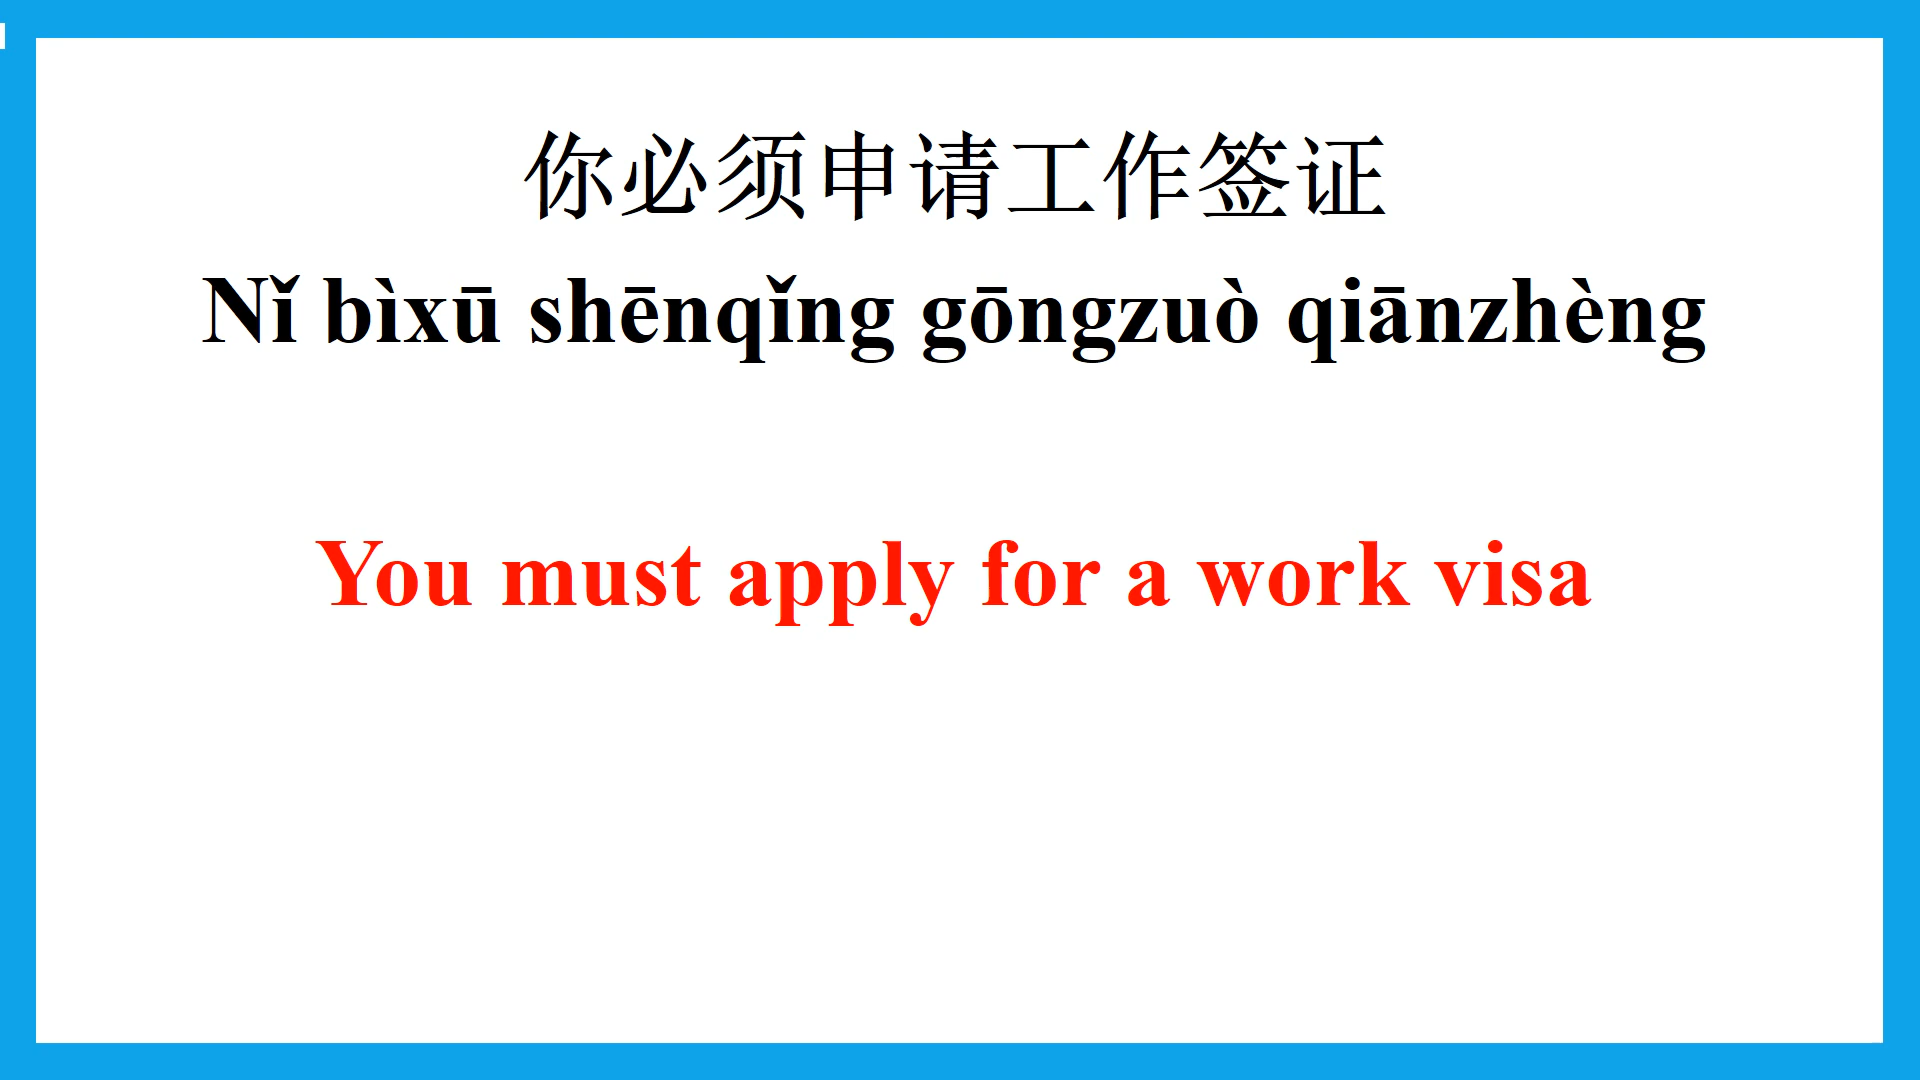 你必须申请工作签证
Nǐ bìxū shēnqǐng gōngzuò qiānzhèng
You must apply for a work visa